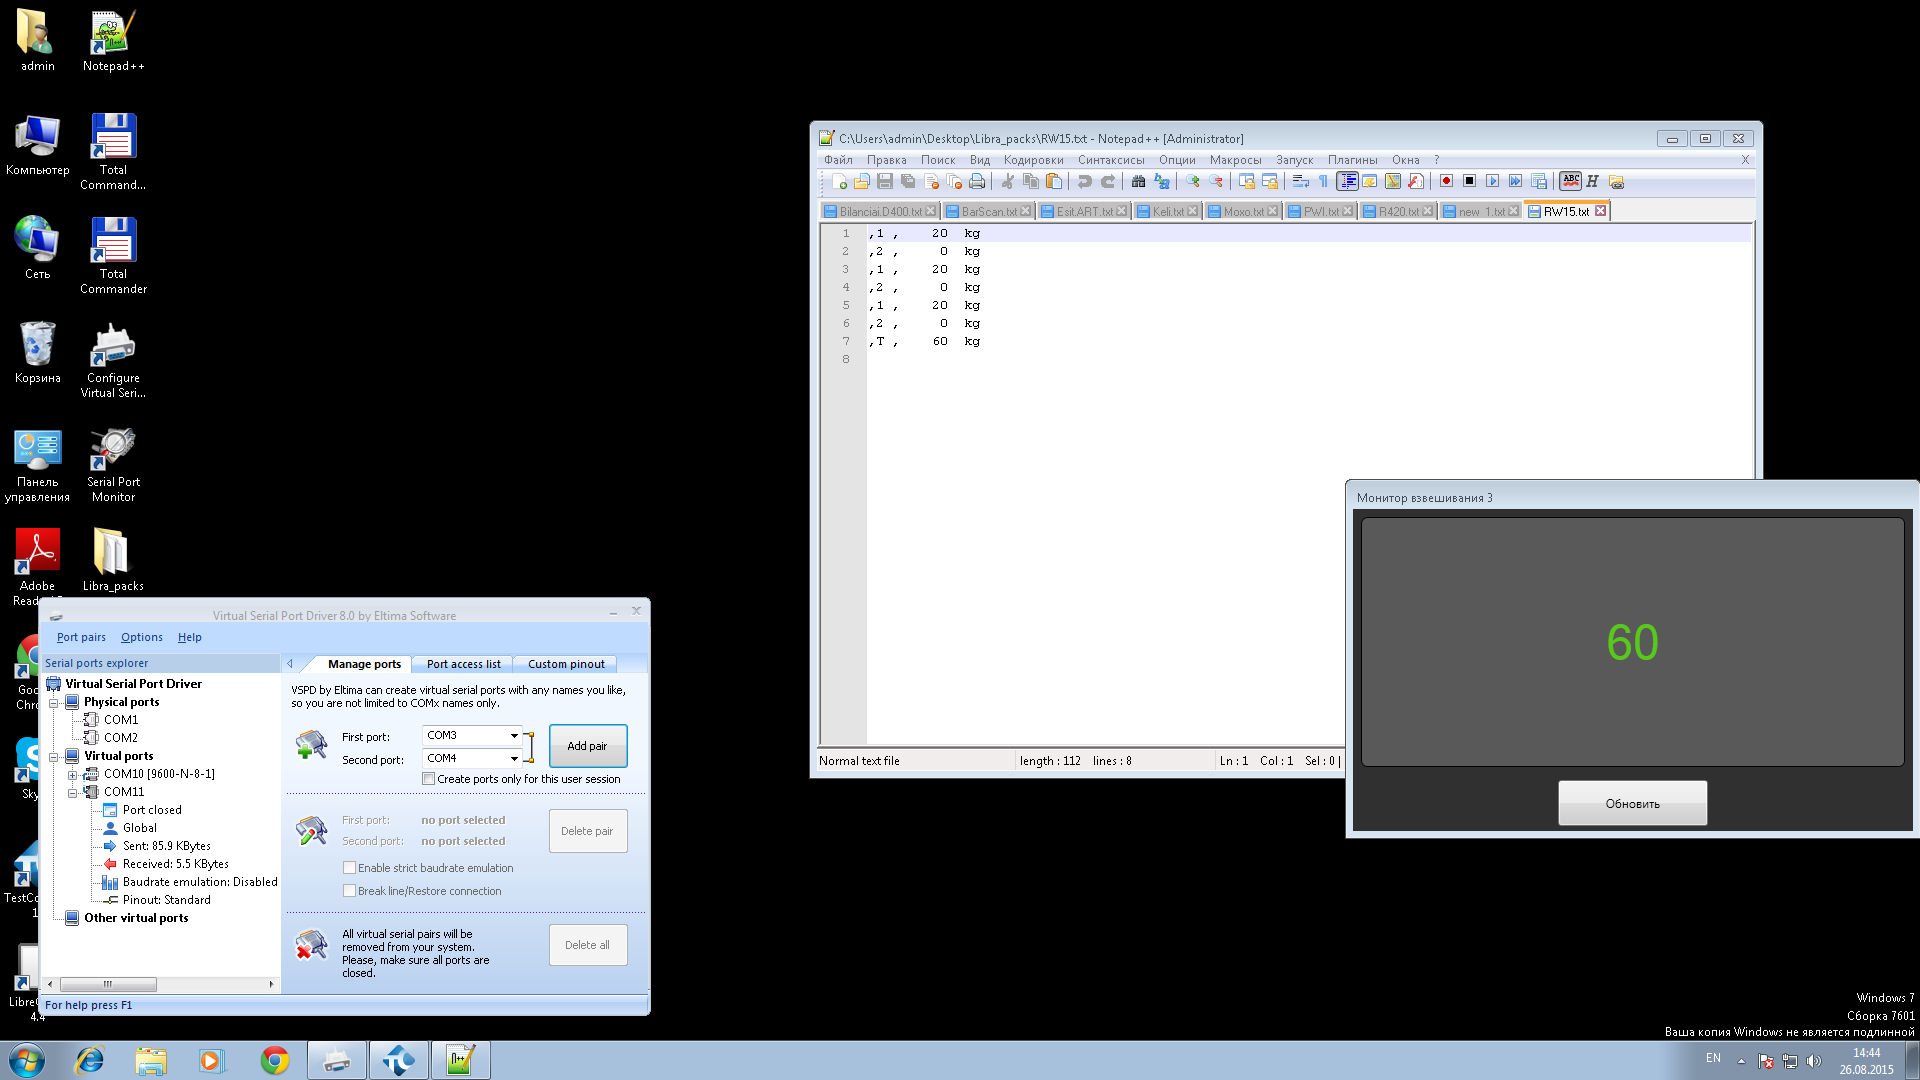 admin
Notepad++
Компьютер
Total
Command...
Сеть
Total
Commander
Корзина
Configure
Virtual Seri...
Панель
управления
Serial Port
Monitor
Adobe
Libra_packs
C:\Users\admin\Desktop\Libra_packs\RW15.txt - Notepad++ [Administrator]
Файл Правка Поиск Вид Кодировки Синтаксисы Опции Макросы Запуск Плагины Окна ? X
Bilanciai.D400.txt BarScan.txt Esit.ART.txt Keli.txt Moxo.txt PWI.txt R420.txt new 1.txt RW15.txt
1 ,1 , 20 kg
2 ,2 , 0 kg
3 ,1 , 20 kg
4 ,2 , 0 kg
5 ,1 , 20 kg
6 ,2 , 0 kg
7 ,T , 60 kg
8
Normal text file length : 112 lines : 8 Ln : 1 Col : 1 Sel : 0 |
Монитор взвешивания 3
60
Обновить
Virtual Serial Port Driver 8.0 by Eltima Software
Port pairs Options Help
Serial ports explorer
Virtual Serial Port Driver
Physical ports
COM1
COM2
Virtual ports
COM10 [9600-N-8-1]
COM11
Port closed
Global
Sent: 85.9 KBytes
Received: 5.5 KBytes
Baudrate emulation: Disabled
Pinout: Standard
Other virtual ports
Manage ports Port access list Custom pinout
VSPD by Eltima can create virtual serial ports with any names you like,
so you are not limited to COMx names only.
First port: COM3
Second port: COM4
Add pair
Create ports only for this user session
First port: no port selected
Second port: no port selected
Delete pair
Enable strict baudrate emulation
Break line/Restore connection
All virtual serial pairs will be
removed from your system.
Please, make sure all ports are
closed.
Delete all
For help press F1
4.4
Windows 7
Сборка 7601
Ваша копия Windows не является подлинной
EN
14:44
26.08.2015